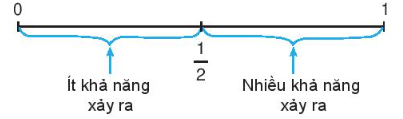 0 1
1
2
Ít khả năng
xảy ra
Nhiều khả năng
xảy ra